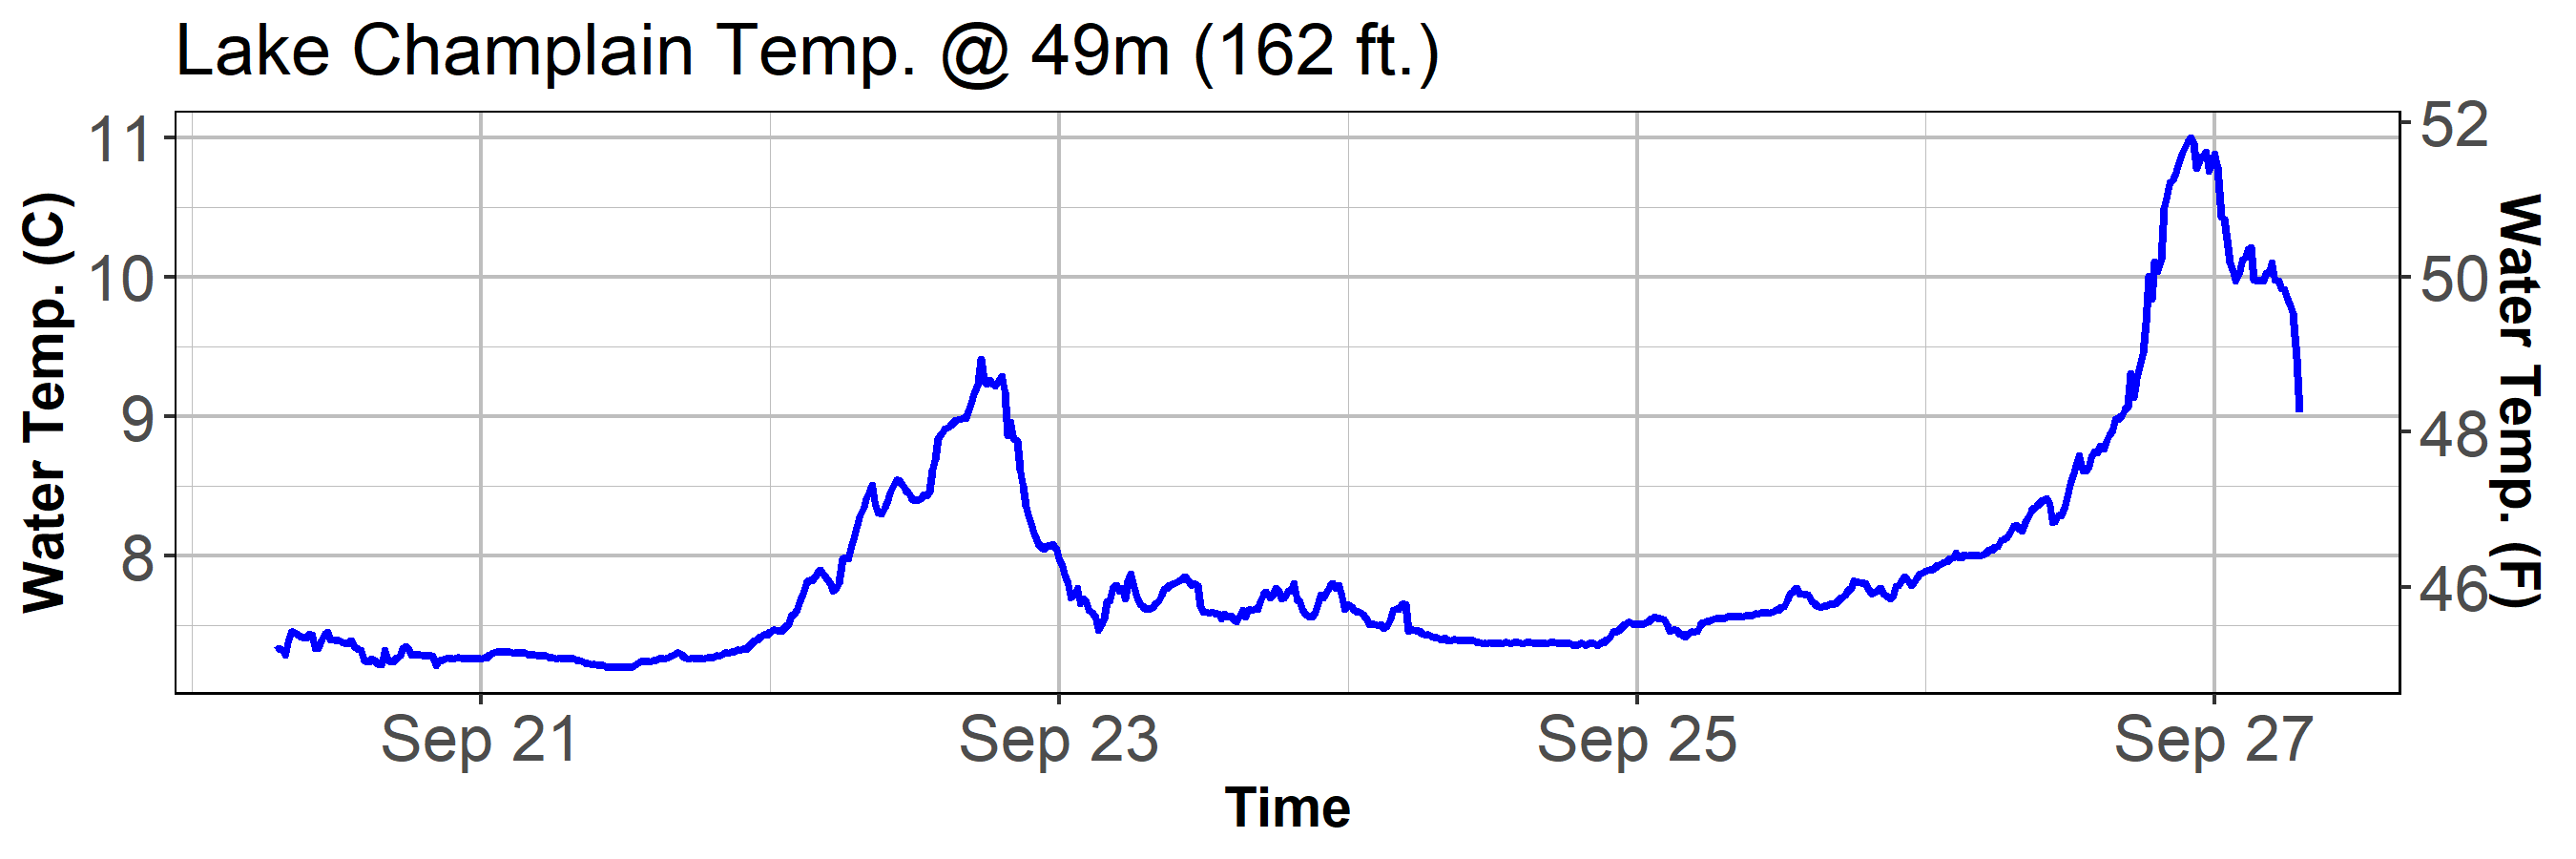 Lake Champlain Temp. @ 49m (162 ft.)
Water Temp. (C)
11
10
9
8
52
50
48
46
Water Temp. (F)
Sep 21
Sep 23
Sep 25
Sep 27
Time